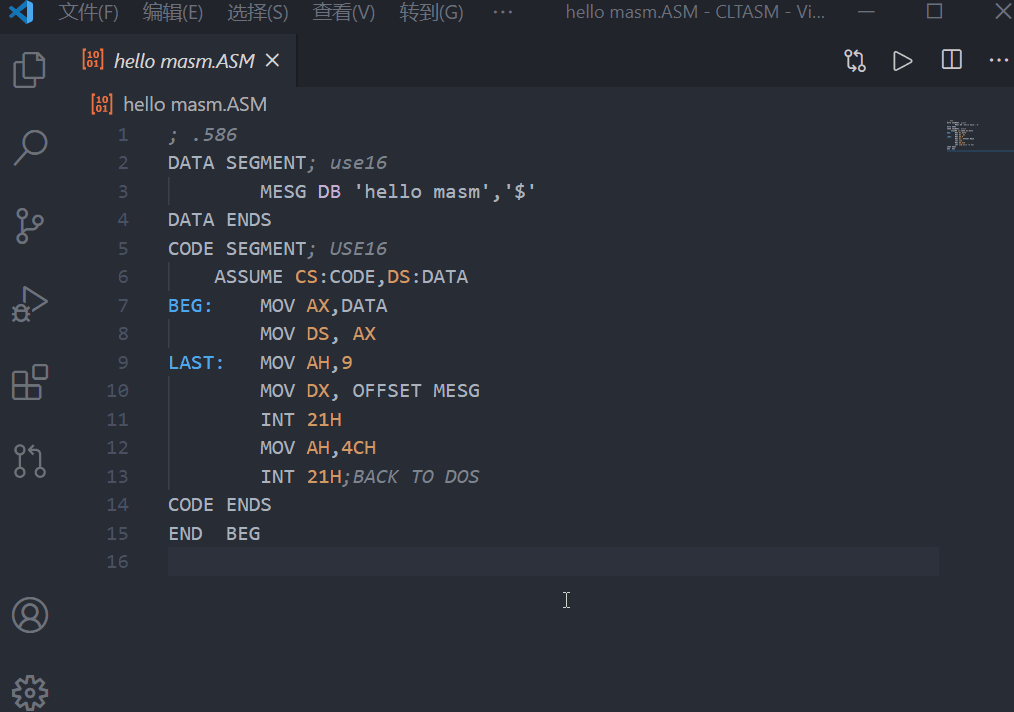 文件(F) 编辑(E) 选择(S) 查看(V) 转到(G) ··· hello masm.ASM - CLTASM - Vi...
hello masm.ASM
hello masm.ASM
1 ; .586
2 DATA SEGMENT; use16
3 MESG DB 'hello masm','$'
4 DATA ENDS
5 CODE SEGMENT; USE16
6 ASSUME CS:CODE,DS:DATA
7 BEG: MOV AX,DATA
8 MOV DS, AX
9 LAST: MOV AH,9
10 MOV DX, OFFSET MESG
11 INT 21H
12 MOV AH,4CH
13 INT 21H;BACK TO DOS
14 CODE ENDS
15 END BEG
16